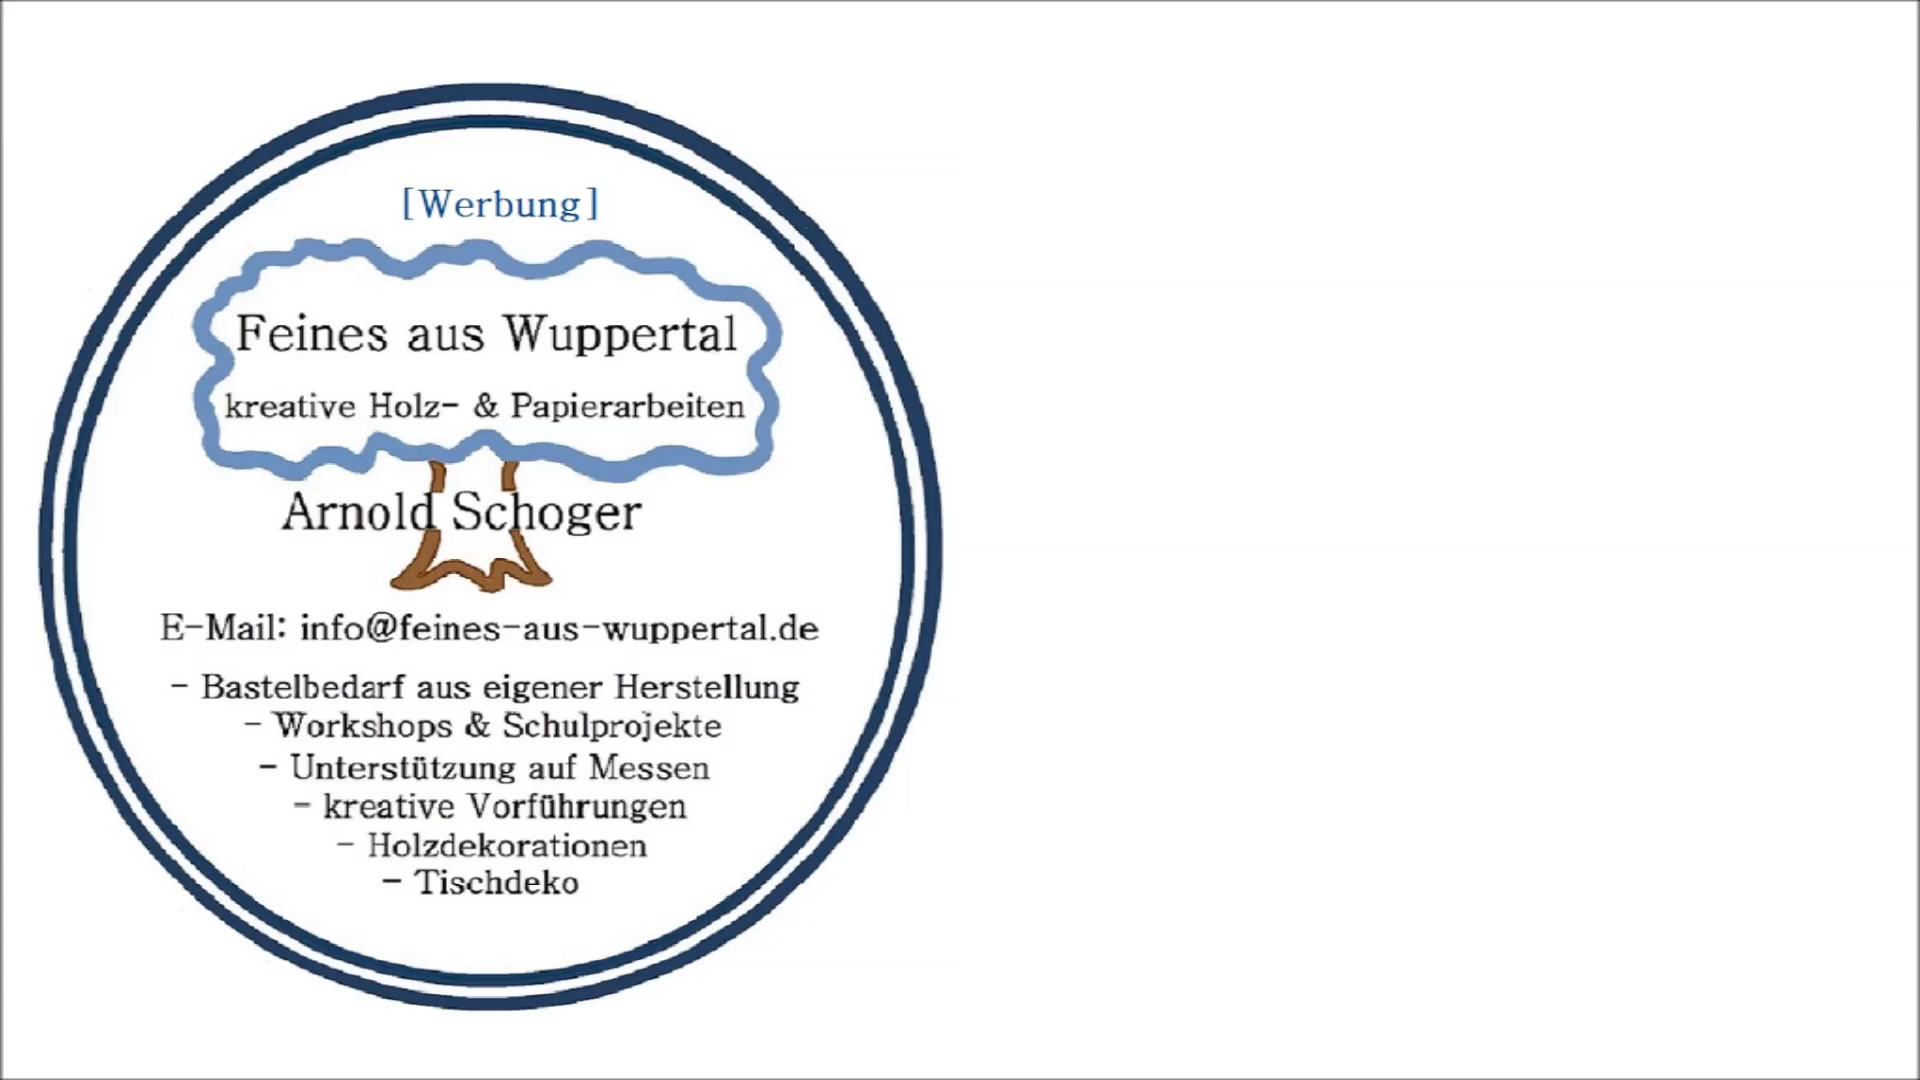 [Werbung]
Feines aus Wuppertal
kreative Holz- & Papierarbeiten
Arnold Schoger
E-Mail: info@feines-aus-wuppertal.de
- Bastelbedarf aus eigener Herstellung
- Workshops & Schulprojekte
- Unterstützung auf Messen
- kreative Vorführungen
- Holzdekorationen
- Tischdeko